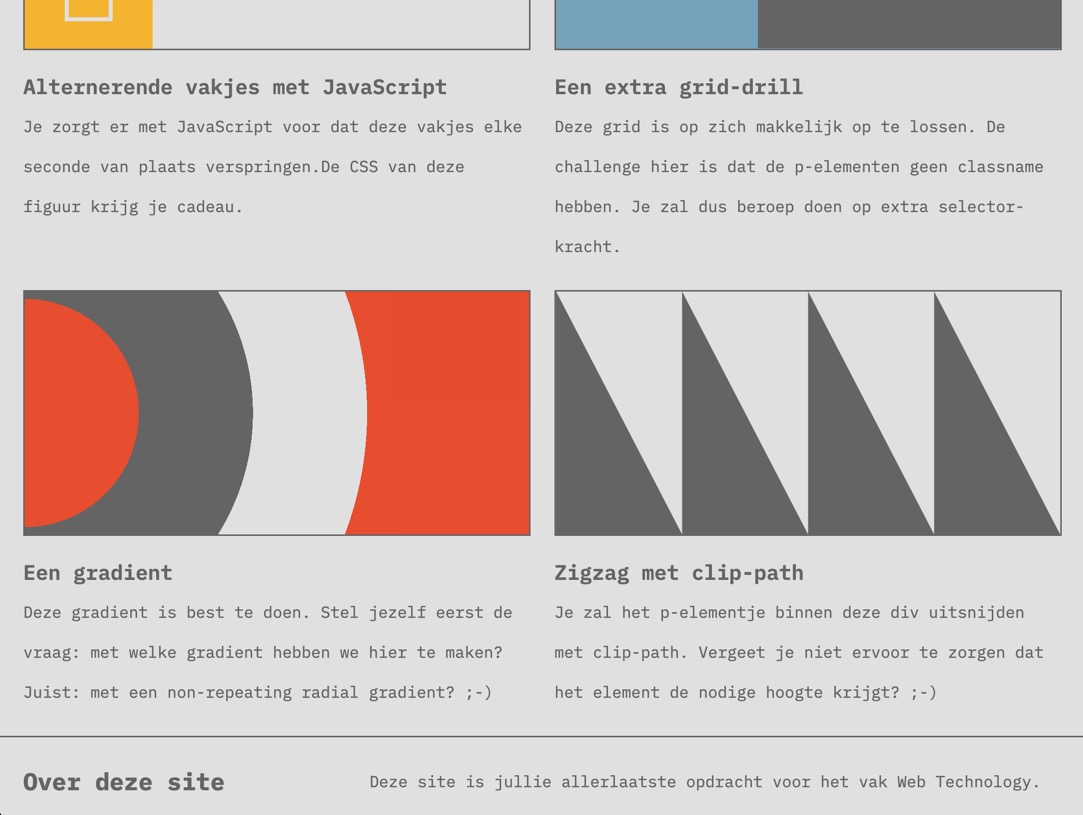 Alternerende vakjes met JavaScript
Je zorgt er met JavaScript voor dat deze vakjes elke
seconde van plaats verspringen.De CSS van deze
figuur krijg je cadeau.
Een extra grid-drill
Deze grid is op zich makkelijk op te lossen. De
challenge hier is dat de p-elementen geen classname
hebben. Je zal dus beroep doen op extra selector-
kracht.
Een gradient
Deze gradient is best te doen. Stel jezelf eerst de
vraag: met welke gradient hebben we hier te maken?
Juist: met een non-repeating radial gradient? ;-)
Zigzag met clip-path
Je zal het p-elementje binnen deze div uitsnijden
met clip-path. Vergeet je niet ervoor te zorgen dat
het element de nodige hoogte krijgt? ;-)
Over deze site
Deze site is jullie allerlaatste opdracht voor het vak Web Technology.